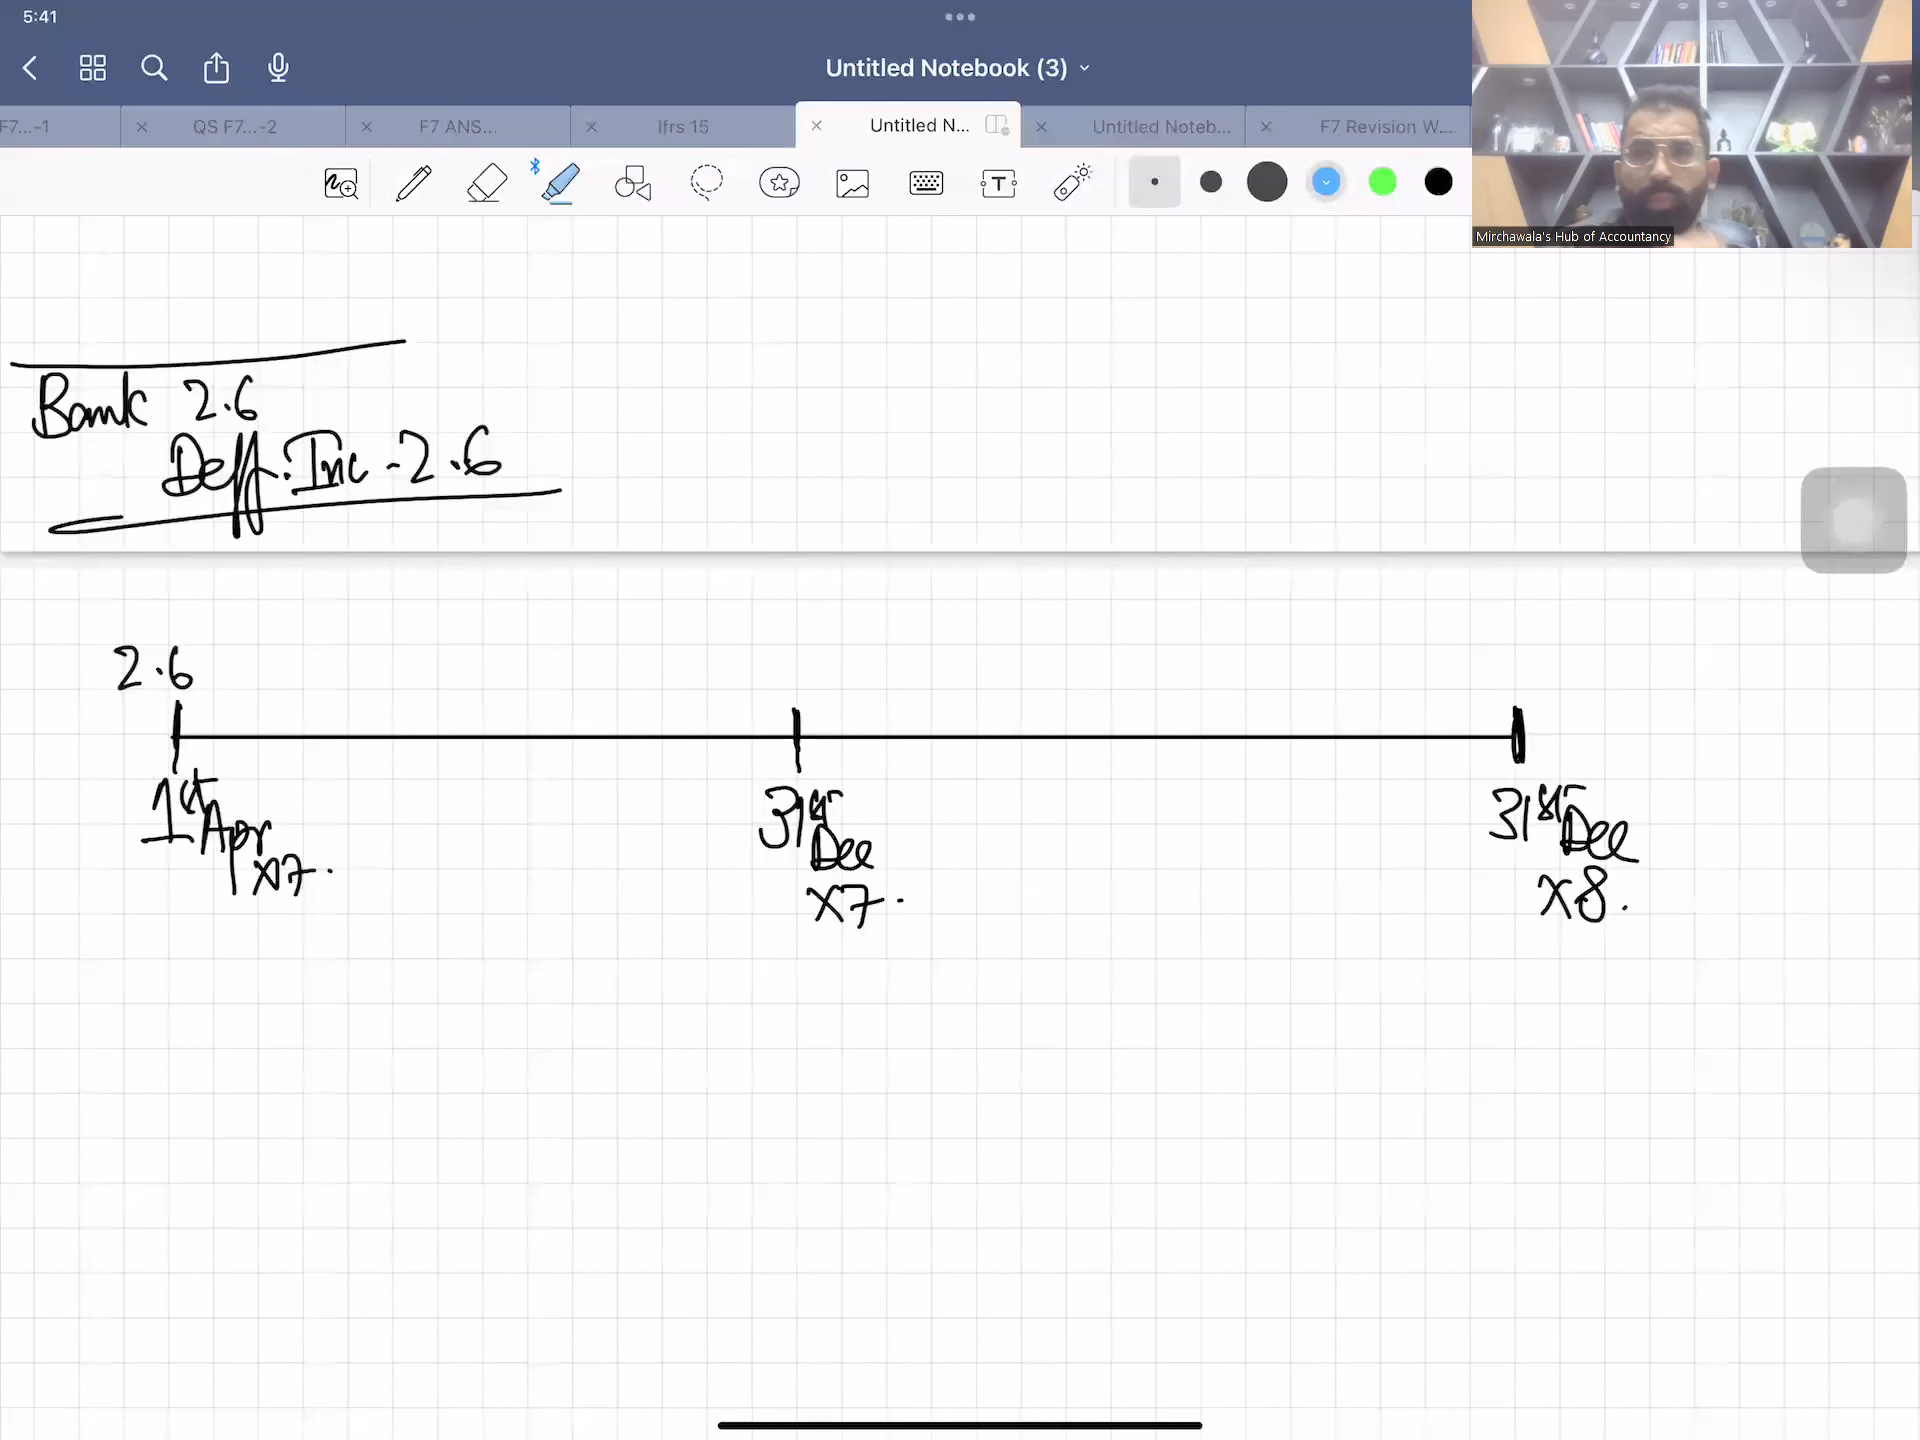 5:41
Untitled Notebook (3)
F7...-1
QS F7...-2
F7 ANS...
Ifrs 15
Untitled N...
Untitled Noteb...
F7 Revision W....
T
Mirchawala's Hub of Accountancy
Bank 2.6
Deff: Inc - 2.6
2.6
1st Apr X7.
31st Dec X7.
31st Dec X8.